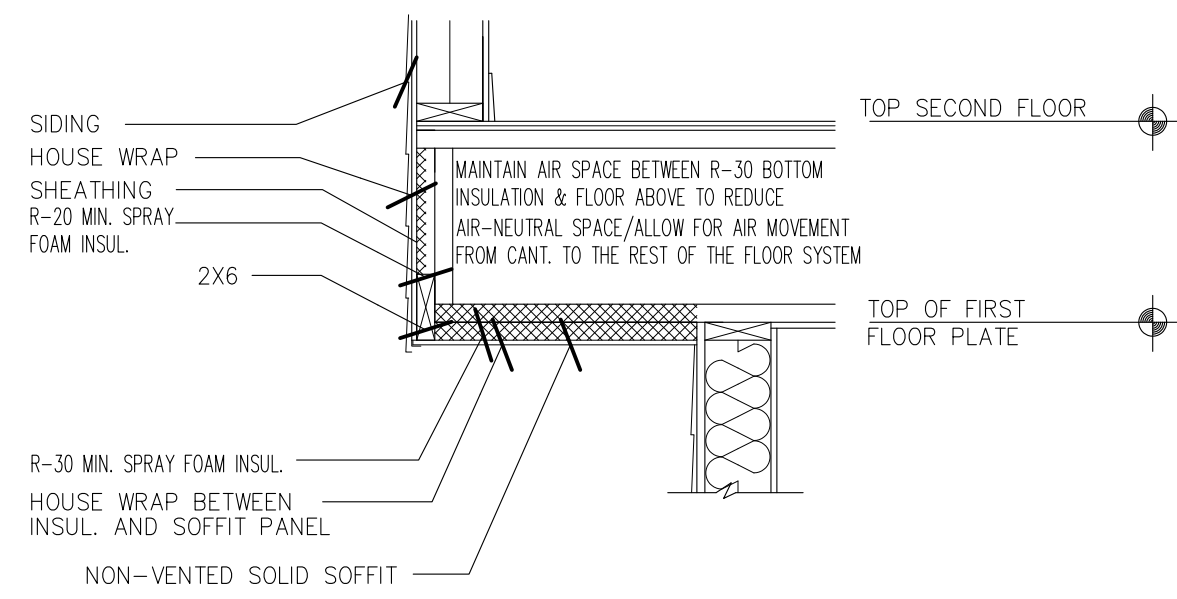 TOP SECOND FLOOR
SIDING
HOUSE WRAP
SHEATHING
R-20 MIN. SPRAY
FOAM INSUL.
2X6
MAINTAIN AIR SPACE BETWEEN R-30 BOTTOM
INSULATION & FLOOR ABOVE TO REDUCE
AIR-NEUTRAL SPACE/ALLOW FOR AIR MOVEMENT
FROM CANT. TO THE REST OF THE FLOOR SYSTEM
TOP OF FIRST
FLOOR PLATE
R-30 MIN. SPRAY FOAM INSUL.
HOUSE WRAP BETWEEN
INSUL. AND SOFFIT PANEL
NON-VENTED SOLID SOFFIT